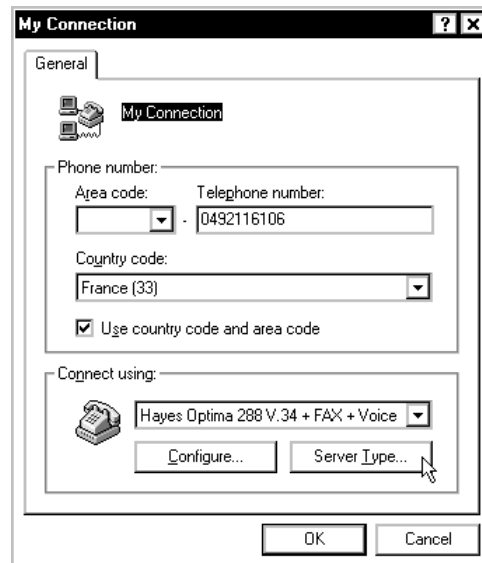 My Connection
General
My Connection
Phone number:
Area code: Telephone number:
- 0492116106
Country code:
France (33)
Use country code and area code
Connect using:
Hayes Optima 288 V.34 + FAX + Voice
Configure... Server Type...
OK Cancel